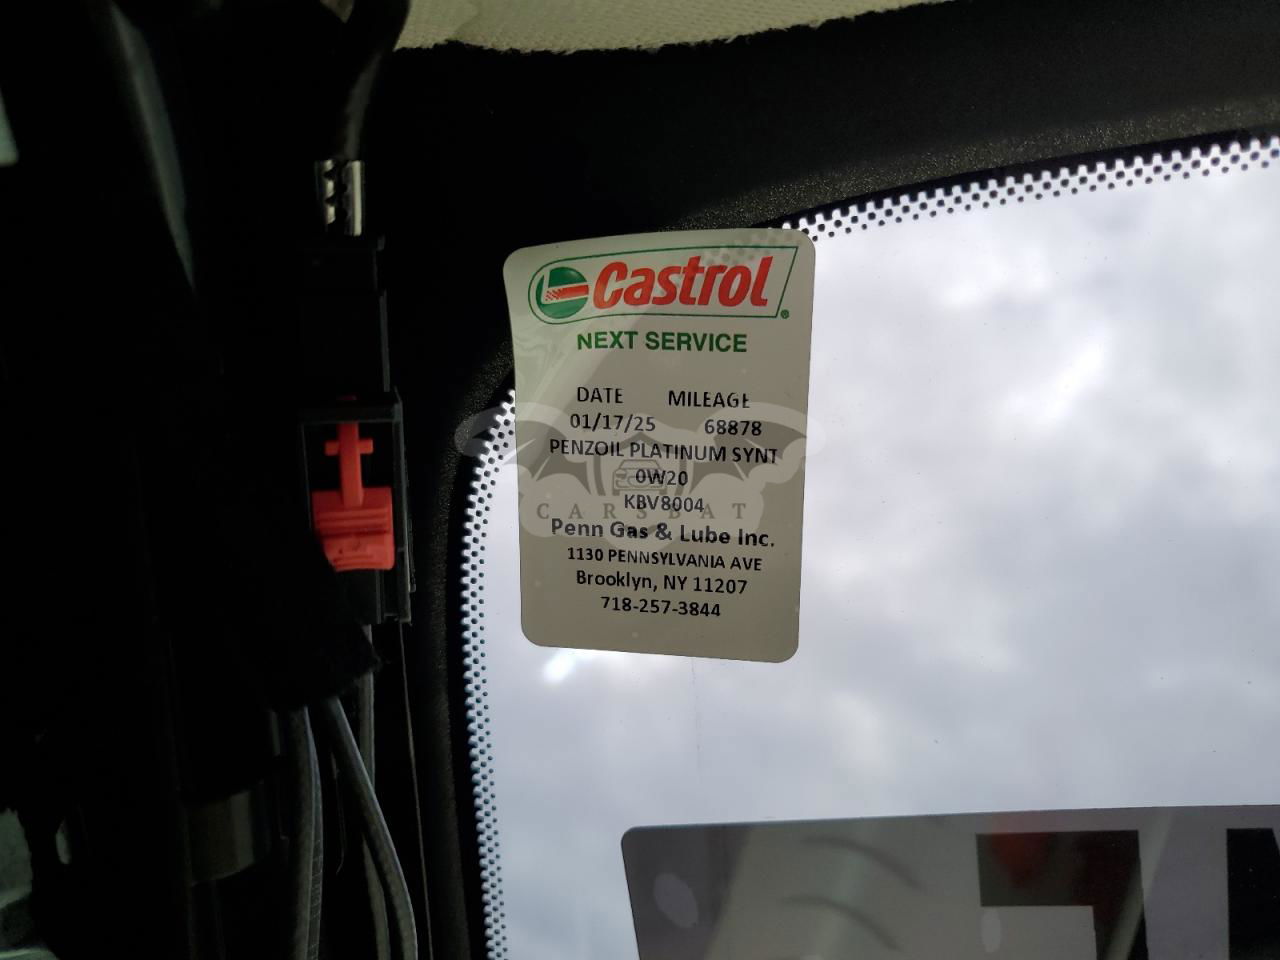 Castrol®
NEXT SERVICE
DATE MILEAGE
01/17/25 68878
PENZOIL PLATINUM SYNT
0W20
KBV8004
CARSBAT
Penn Gas & Lube Inc.
1130 PENNSYLVANIA AVE
Brooklyn, NY 11207
718-257-3844